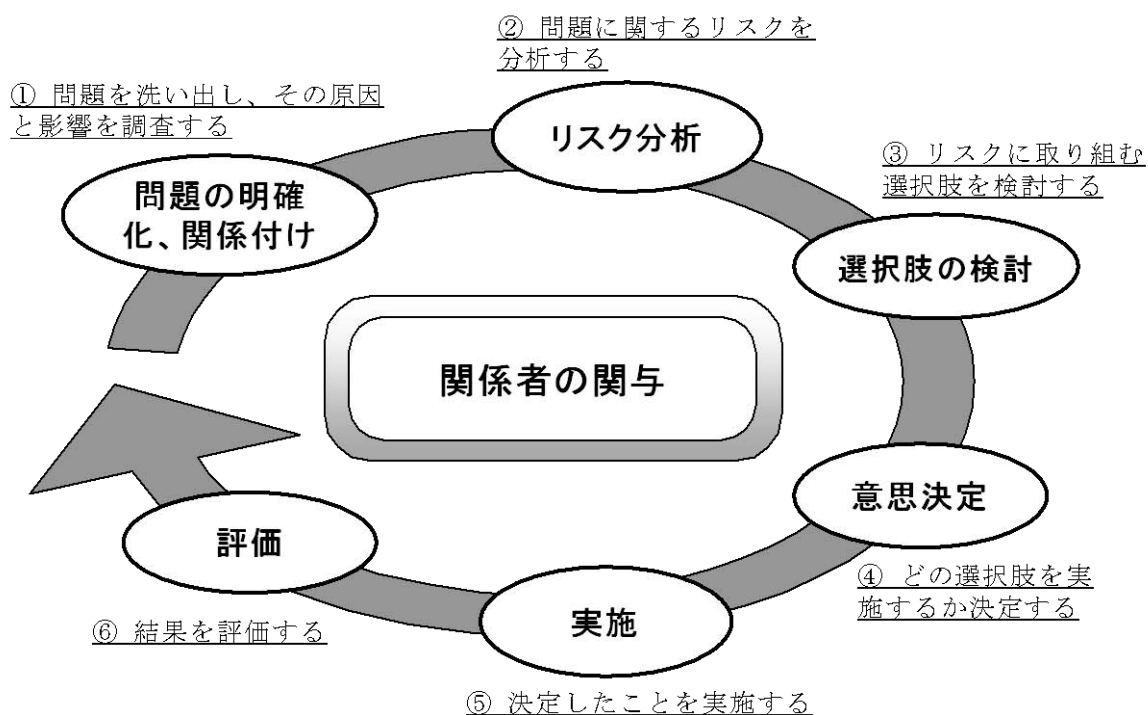 ① 問題を洗い出し、その原因
と影響を調査する
問題の明確
化、関係付け
② 問題に関するリスクを
分析する
リスク分析
③ リスクに取り組む
選択肢を検討する
選択肢の検討
関係者の関与
意思決定
④ どの選択肢を実
施するか決定する
実施
⑤ 決定したことを実施する
評価
⑥ 結果を評価する